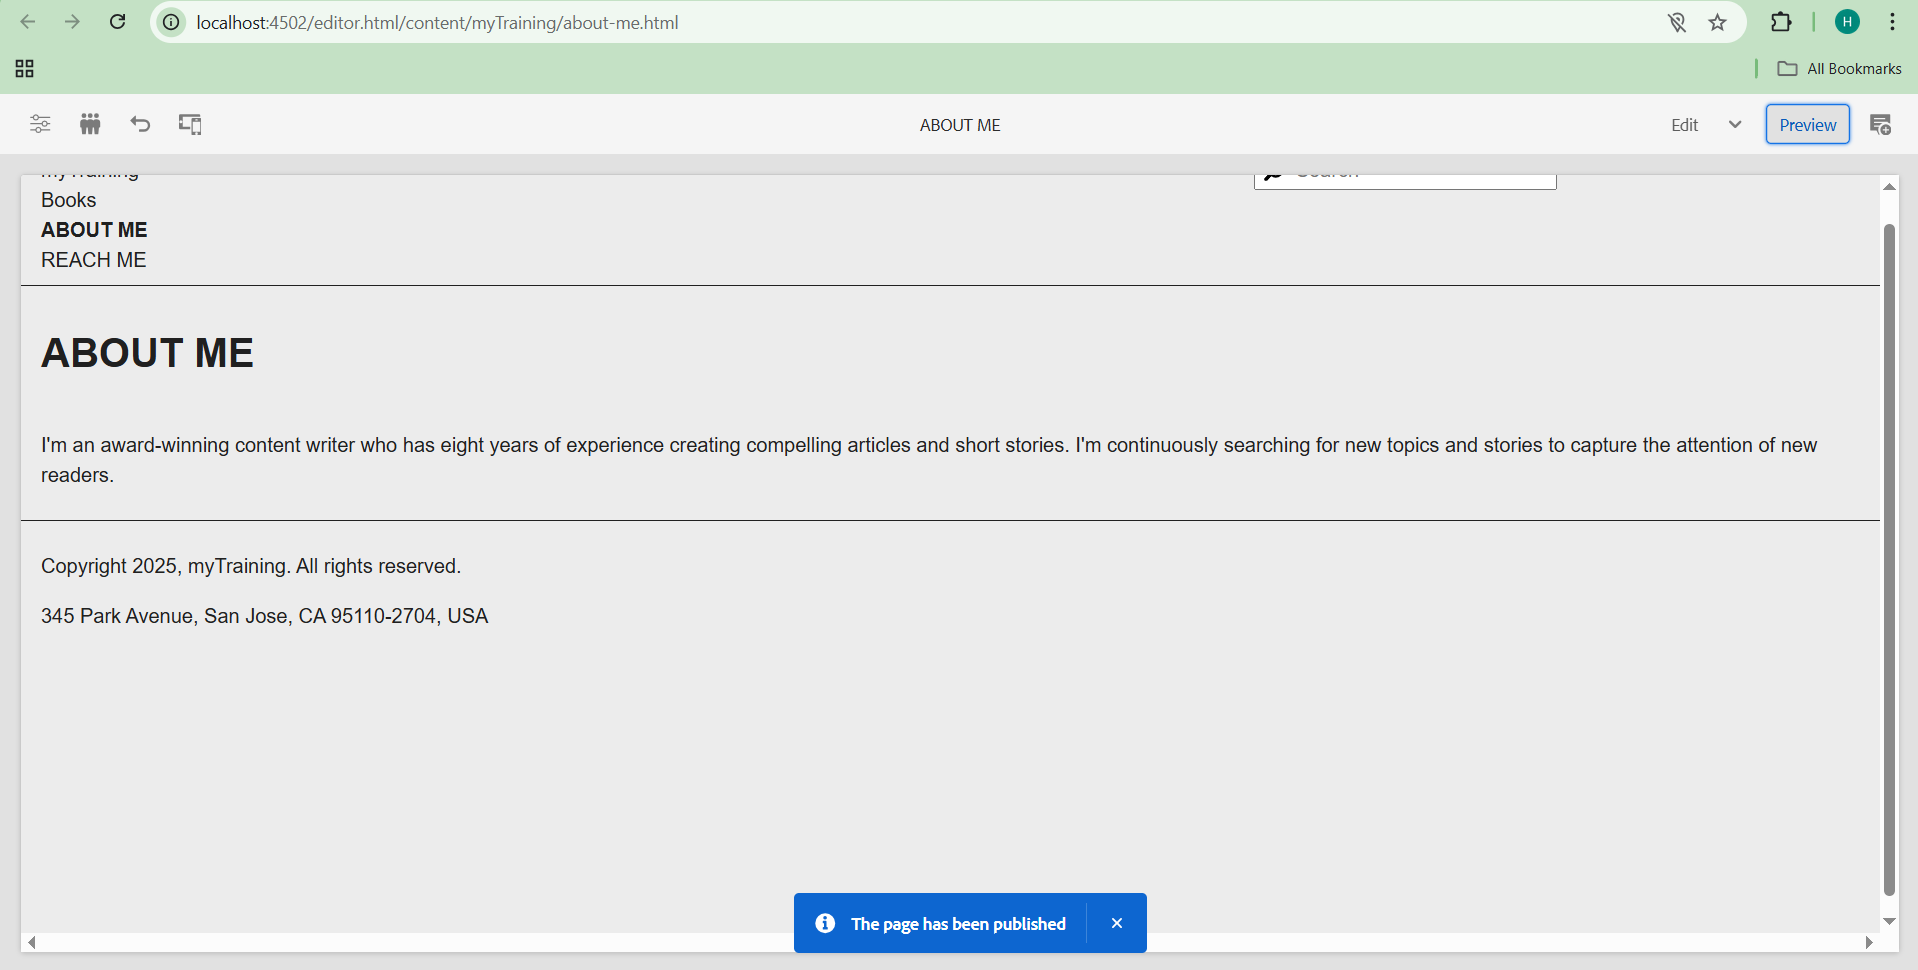 localhost:4502/editor.html/content/myTraining/about-me.html
H
All Bookmarks
ABOUT ME
Edit
Preview
myTraining
Search
Books
ABOUT ME
REACH ME
ABOUT ME
I'm an award-winning content writer who has eight years of experience creating compelling articles and short stories. I'm continuously searching for new topics and stories to capture the attention of new
readers.
Copyright 2025, myTraining. All rights reserved.
345 Park Avenue, San Jose, CA 95110-2704, USA
The page has been published